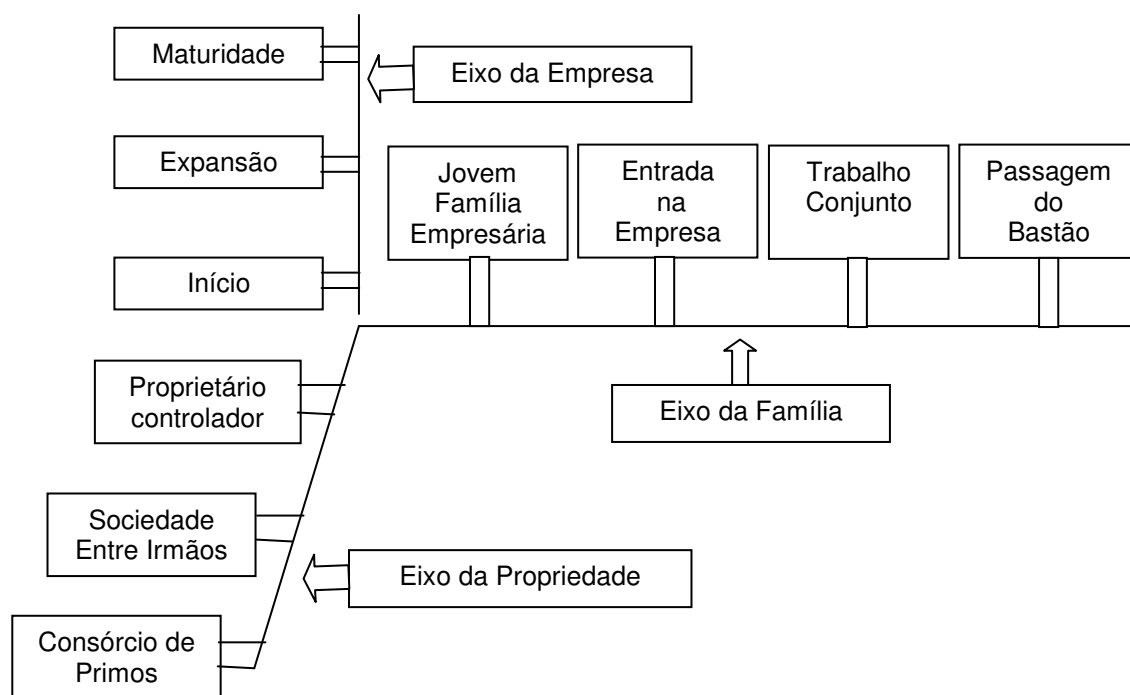 Maturidade
Eixo da Empresa
Expansão
Jovem
Família
Empresária
Entrada
na
Empresa
Trabalho
Conjunto
Passagem
do
Bastão
Início
Proprietário
controlador
Eixo da Família
Sociedade
Entre Irmãos
Eixo da Propriedade
Consórcio de
Primos